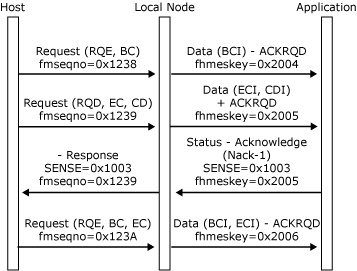 Host
Local Node
Application
Request (RQE, BC)
fmseqno=0x1238
Data (BCI) - ACKRQD
fhmeskey=0x2004
Request (RQD, EC, CD)
fmseqno=0x1239
Data (ECI, CDI)
+ ACKRQD
fhmeskey=0x2005
- Response
SENSE=0x1003
fmseqno=0x1239
Status - Acknowledge
(Nack-1)
SENSE=0x1003
fhmeskey=0x2005
Request (RQE, BC, EC)
fmseqno=0x123A
Data (BCI, ECI) - ACKRQD
fhmeskey=0x2006